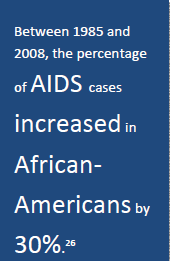 Between 1985 and
2008, the percentage
of AIDS cases
increased in
African-
Americans by
30%.26